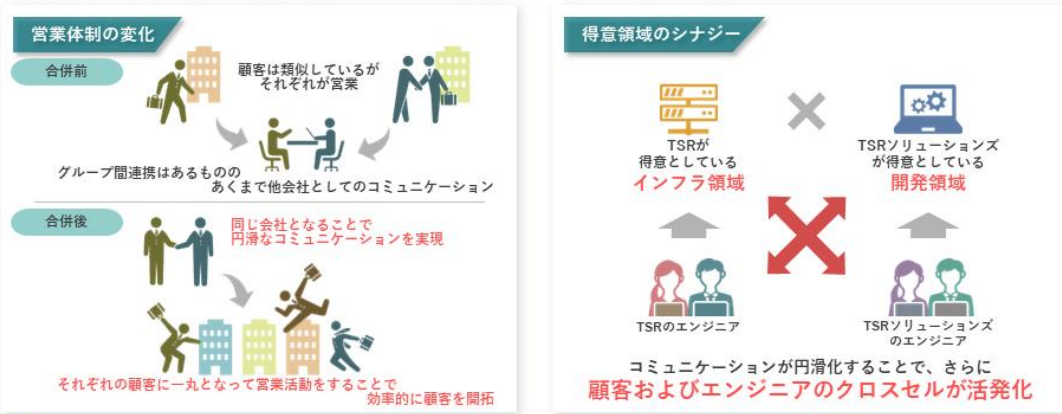 営業体制の変化
合併前
顧客は類似しているが
それぞれが営業
グループ間連携はあるものの
あくまで他会社としてのコミュニケーション
合併後
同じ会社となることで
円滑なコミュニケーションを実現
それぞれの顧客に一丸となって営業活動をすることで
効率的に顧客を開拓
得意領域のシナジー
TSRが
得意としている
インフラ領域
TSRソリューションズ
が得意としている
開発領域
TSRのエンジニア
TSRソリューションズ
のエンジニア
コミュニケーションが円滑化することで、さらに
顧客およびエンジニアのクロスセルが活発化